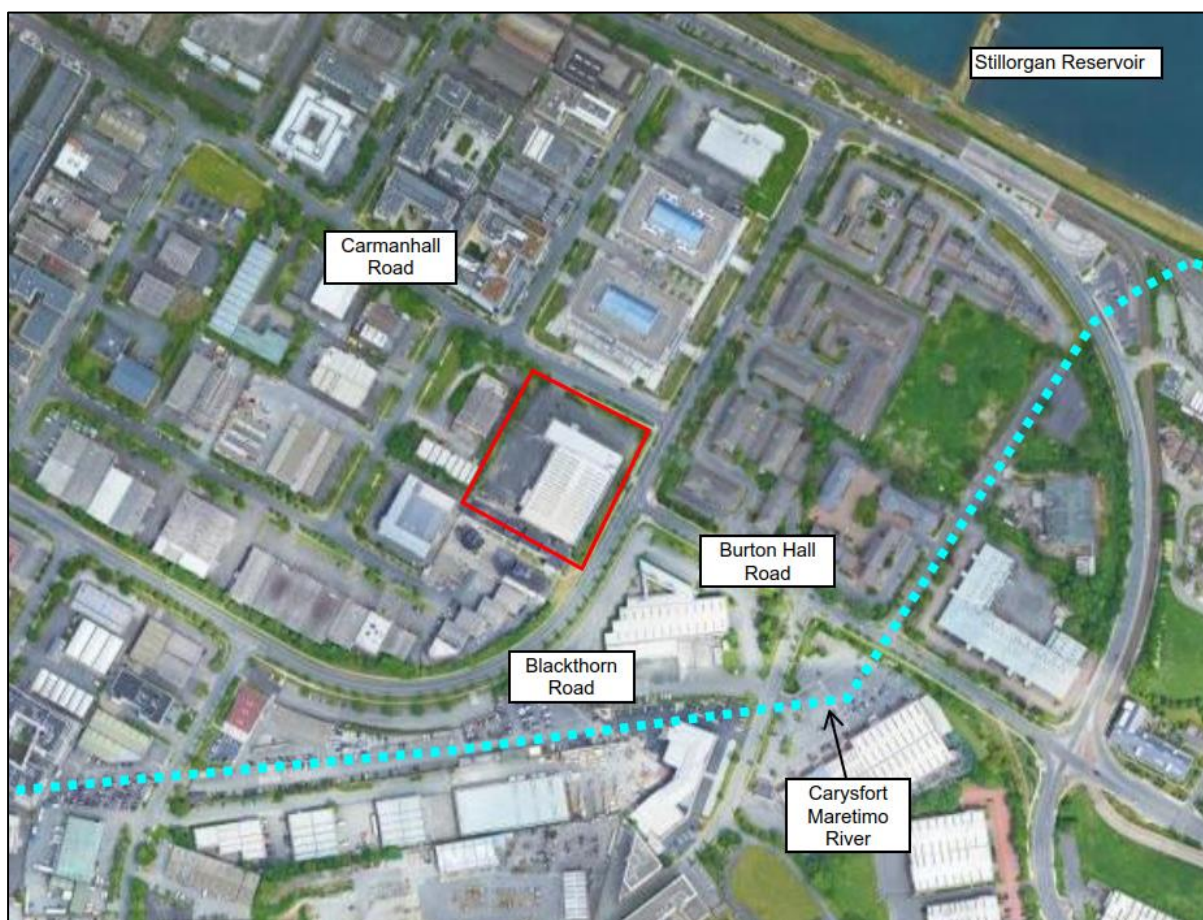 Stillorgan Reservoir
Carmanhall
Road
Burton Hall
Road
Blackthorn
Road
Carysfort
Maretimo
River